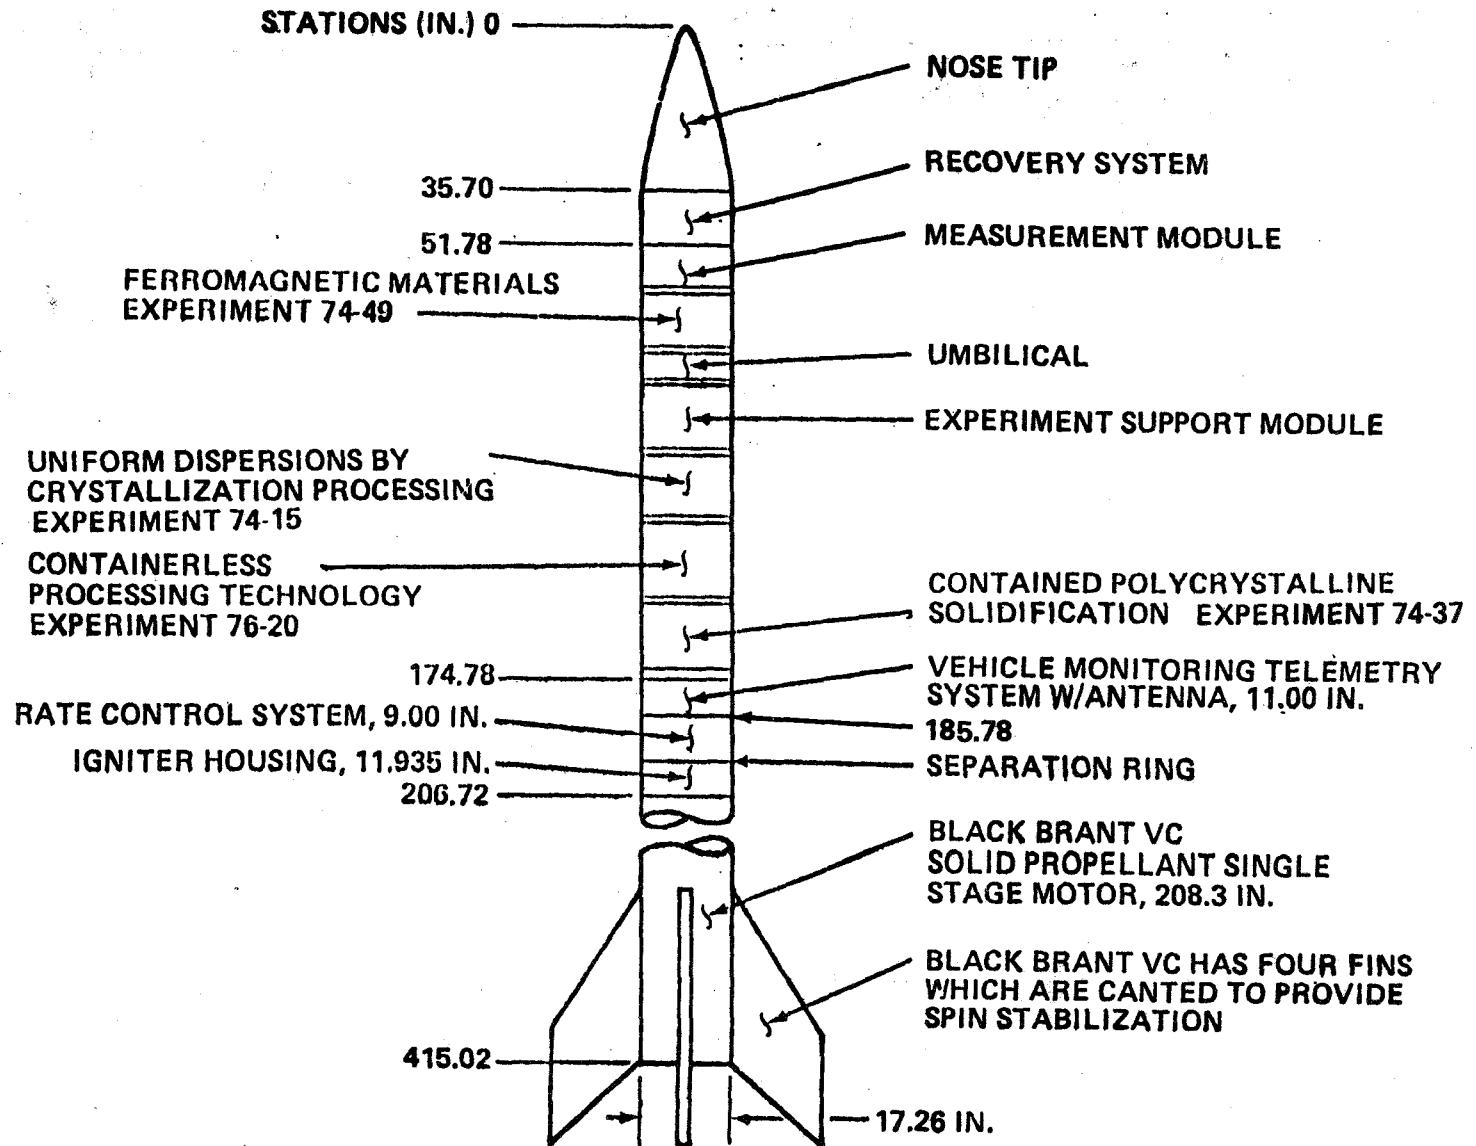 STATIONS (IN.) 0
NOSE TIP
RECOVERY SYSTEM
35.70
51.78
MEASUREMENT MODULE
FERROMAGNETIC MATERIALS
EXPERIMENT 74-49
UMBILICAL
EXPERIMENT SUPPORT MODULE
UNIFORM DISPERSIONS BY
CRYSTALLIZATION PROCESSING
EXPERIMENT 74-15
CONTAINERLESS
PROCESSING TECHNOLOGY
EXPERIMENT 76-20
CONTAINED POLYCRYSTALLINE
SOLIDIFICATION EXPERIMENT 74-37
174.78
VEHICLE MONITORING TELEMETRY
SYSTEM W/ANTENNA, 11.00 IN.
RATE CONTROL SYSTEM, 9.00 IN.
185.78
IGNITER HOUSING, 11.935 IN.
SEPARATION RING
206.72
BLACK BRANT VC
SOLID PROPELLANT SINGLE
STAGE MOTOR, 208.3 IN.
BLACK BRANT VC HAS FOUR FINS
WHICH ARE CANTED TO PROVIDE
SPIN STABILIZATION
415.02
17.26 IN.